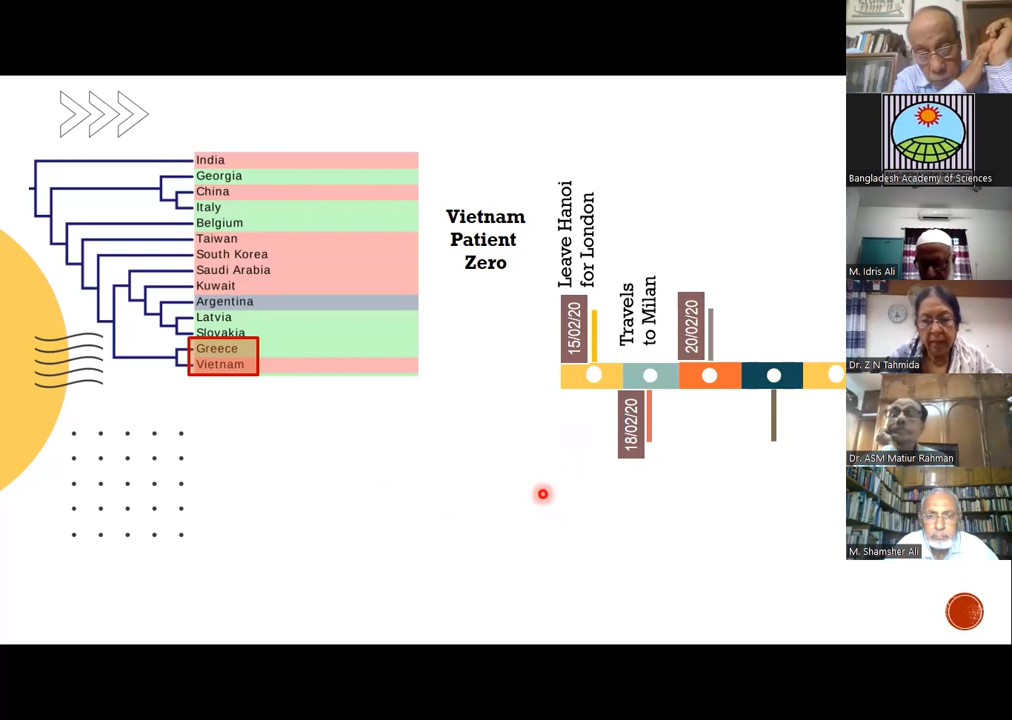 India
Georgia
China
Italy
Belgium
Taiwan
South Korea
Saudi Arabia
Kuwait
Argentina
Latvia
Slovakia
Greece
Vietnam
Vietnam
Patient
Zero
Leave Hanoi
for London
15/02/20
Travels
to Milan
18/02/20
20/02/20
Bangladesh Academy of Sciences
M. Idris Ali
Dr. Z N Tahmida
Dr. ASM Matiur Rahman
M. Shamsher Ali